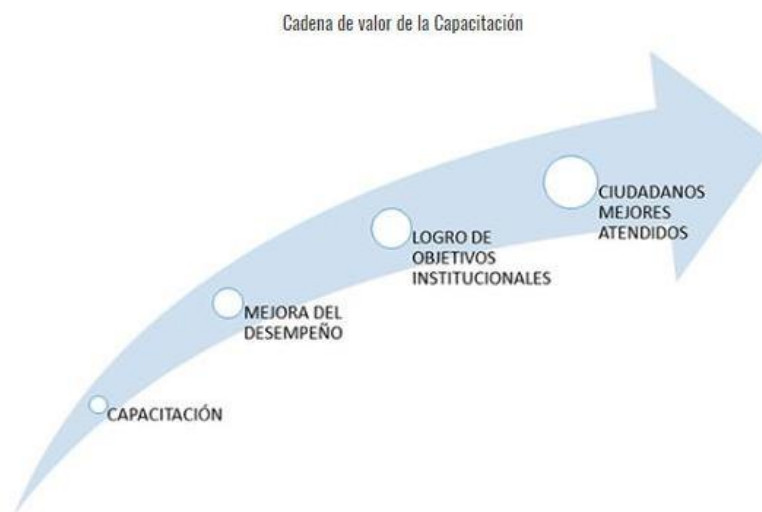 Cadena de valor de la Capacitación
CIUDADANOS
MEJORES
ATENDIDOS
LOGRO DE
OBJETIVOS
INSTITUCIONALES
MEJORA DEL
DESEMPEÑO
CAPACITACIÓN